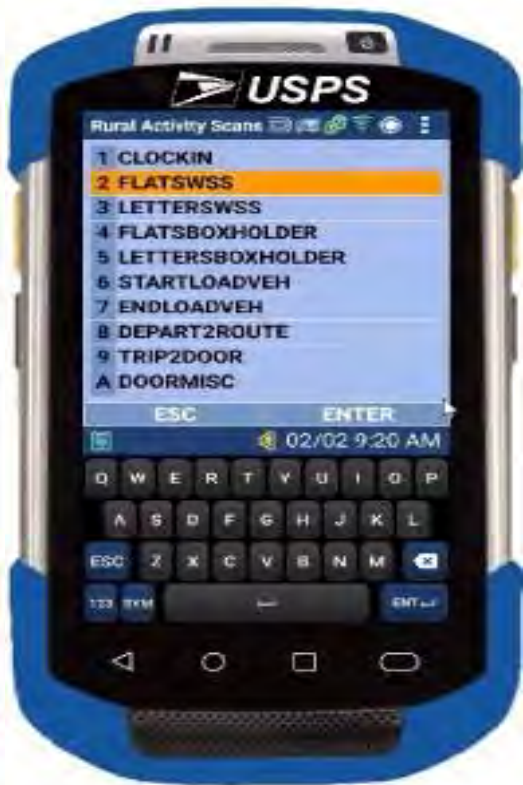 USPS
Rural Activity Scans
1 CLOCKIN
2 FLATSWSS
3 LETTERSWSS
4 FLATSBOXHOLDER
5 LETTERSBOXHOLDER
6 STARTLOADVEH
7 ENDLOADVEH
8 DEPART2ROUTE
9 TRIP2DOOR
A DOORMISC
ESC ENTER
02/02 9:20 AM
Q W E R T Y U I O P
A S D F G H J K L
ESC Z X C V B N M
123 SYM ENT